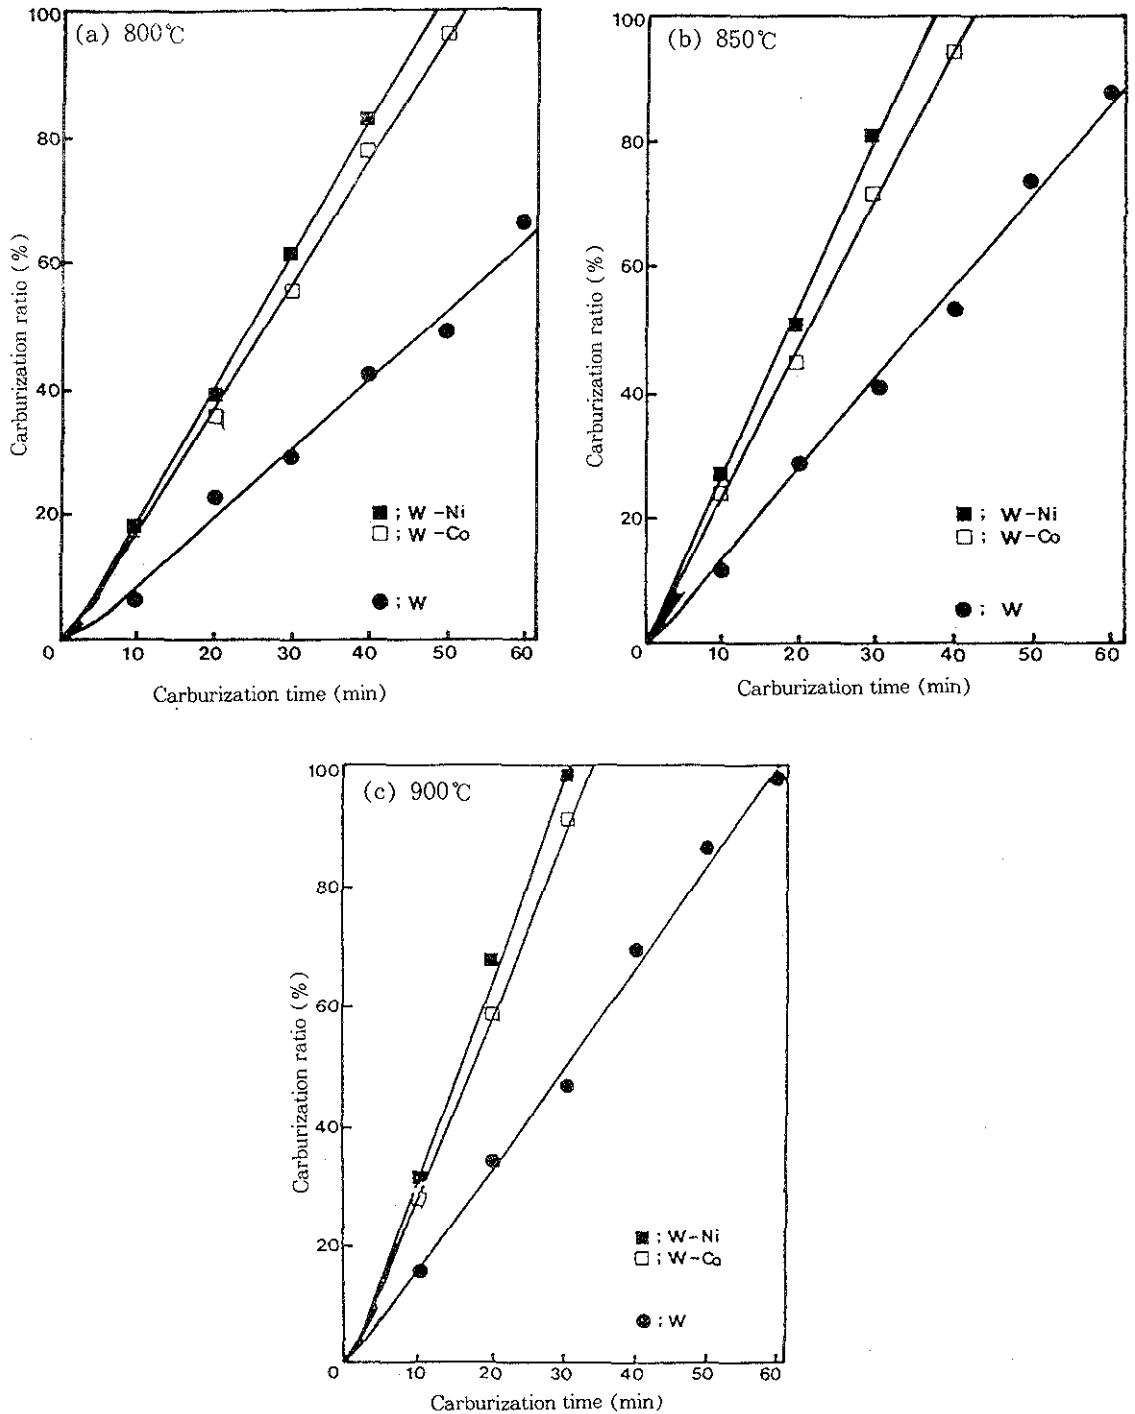 (a) 800℃
100
80
60
40
20
0
10
20
30
40
50
60
Carburization ratio (%)
■ ; W-Ni
□ ; W-Co
● ; W
Carburization time (min)
(b) 850℃
100
80
60
40
20
0
10
20
30
40
50
60
Carburization ratio (%)
■ ; W-Ni
□ ; W-Co
● ; W
Carburization time (min)
(c) 900℃
100
80
60
40
20
0
10
20
30
40
50
60
Carburization ratio (%)
■ ; W-Ni
□ ; W-Co
● ; W
Carburization time (min)